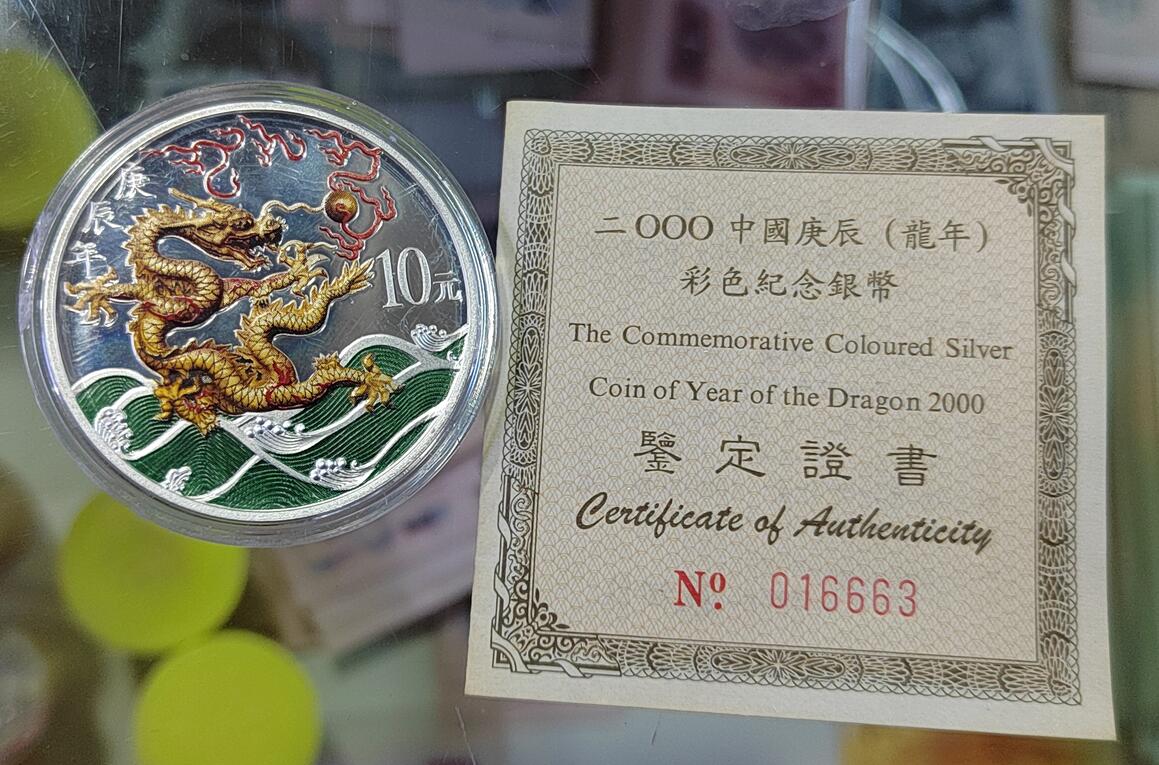 庚辰年
10元
二OOO中國庚辰(龍年)
彩色紀念銀幣
The Commemorative Coloured Silver
Coin of Year of the Dragon 2000
鑒定證書
Certificate of Authenticity
Nº. 016663